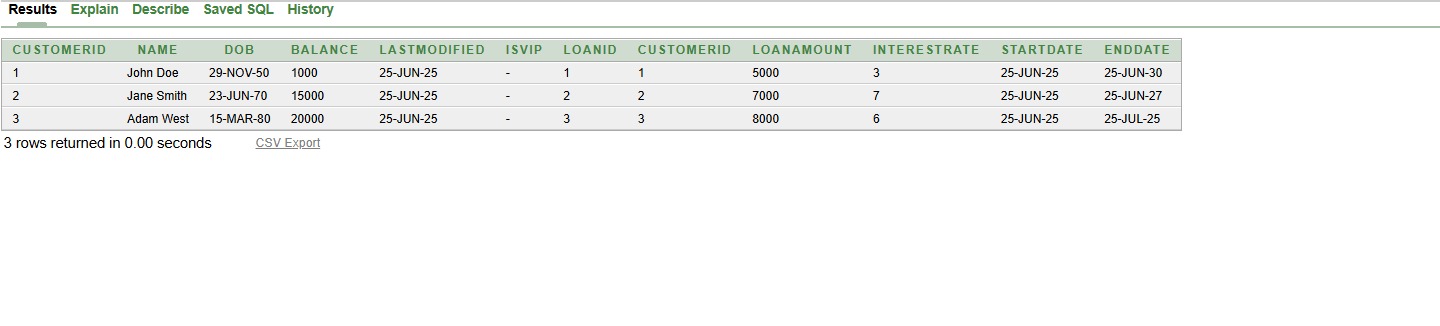 Results Explain Describe Saved SQL History
CUSTOMERID NAME DOB BALANCE LASTMODIFIED ISVIP LOANID CUSTOMERID LOANAMOUNT INTERESTRATE STARTDATE ENDDATE
1 John Doe 29-NOV-50 1000 25-JUN-25 - 1 1 5000 3 25-JUN-25 25-JUN-30
2 Jane Smith 23-JUN-70 15000 25-JUN-25 - 2 2 7000 7 25-JUN-25 25-JUN-27
3 Adam West 15-MAR-80 20000 25-JUN-25 - 3 3 8000 6 25-JUN-25 25-JUL-25
3 rows returned in 0.00 seconds CSV Export